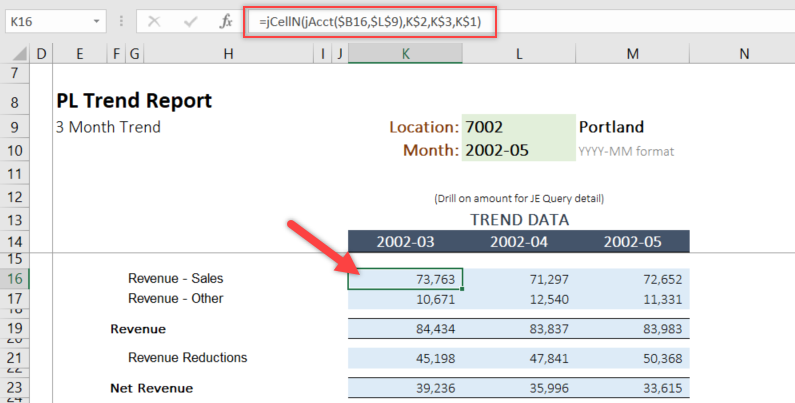 K16 fx =jCellN(jAcct($B16,$L$9),K$2,K$3,K$1)
D E F G H I J K L M N
7
8 PL Trend Report
9 3 Month Trend Location: 7002 Portland
10 Month: 2002-05 YYYY-MM format
11
12 (Drill on amount for JE Query detail)
13 TREND DATA
14 2002-03 2002-04 2002-05
15
16 Revenue - Sales 73,763 71,297 72,652
17 Revenue - Other 10,671 12,540 11,331
18
19 Revenue 84,434 83,837 83,983
20
21 Revenue Reductions 45,198 47,841 50,368
22
23 Net Revenue 39,236 35,996 33,615
24